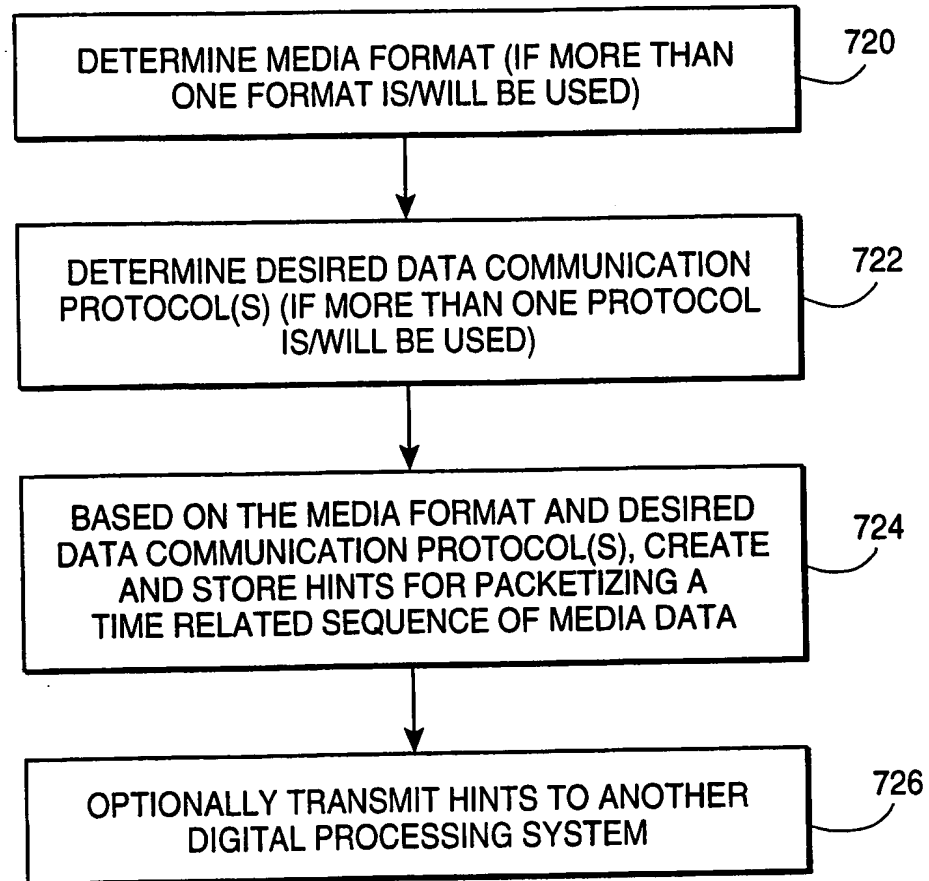 DETERMINE MEDIA FORMAT (IF MORE THAN
ONE FORMAT IS/WILL BE USED)
720
DETERMINE DESIRED DATA COMMUNICATION
PROTOCOL(S) (IF MORE THAN ONE PROTOCOL
IS/WILL BE USED)
722
BASED ON THE MEDIA FORMAT AND DESIRED
DATA COMMUNICATION PROTOCOL(S), CREATE
AND STORE HINTS FOR PACKETIZING A
TIME RELATED SEQUENCE OF MEDIA DATA
724
OPTIONALLY TRANSMIT HINTS TO ANOTHER
DIGITAL PROCESSING SYSTEM
726